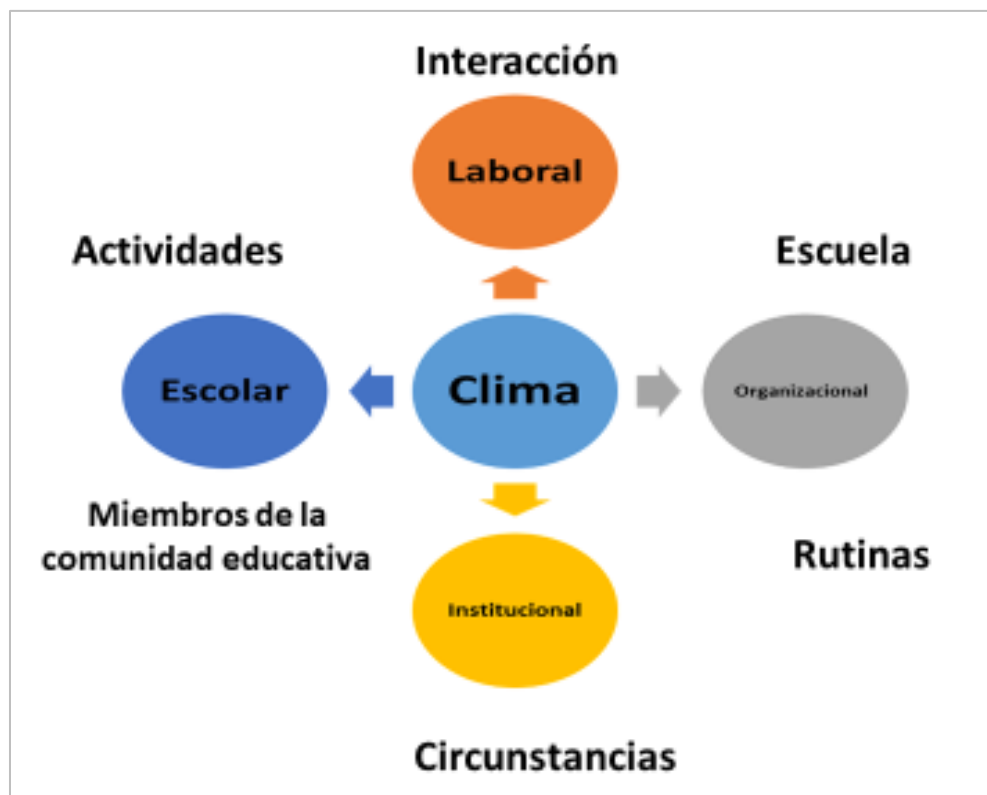 Interacción
Laboral
Actividades
Escuela
Escolar
Clima
Organizacional
Miembros de la
comunidad educativa
Rutinas
Institucional
Circunstancias